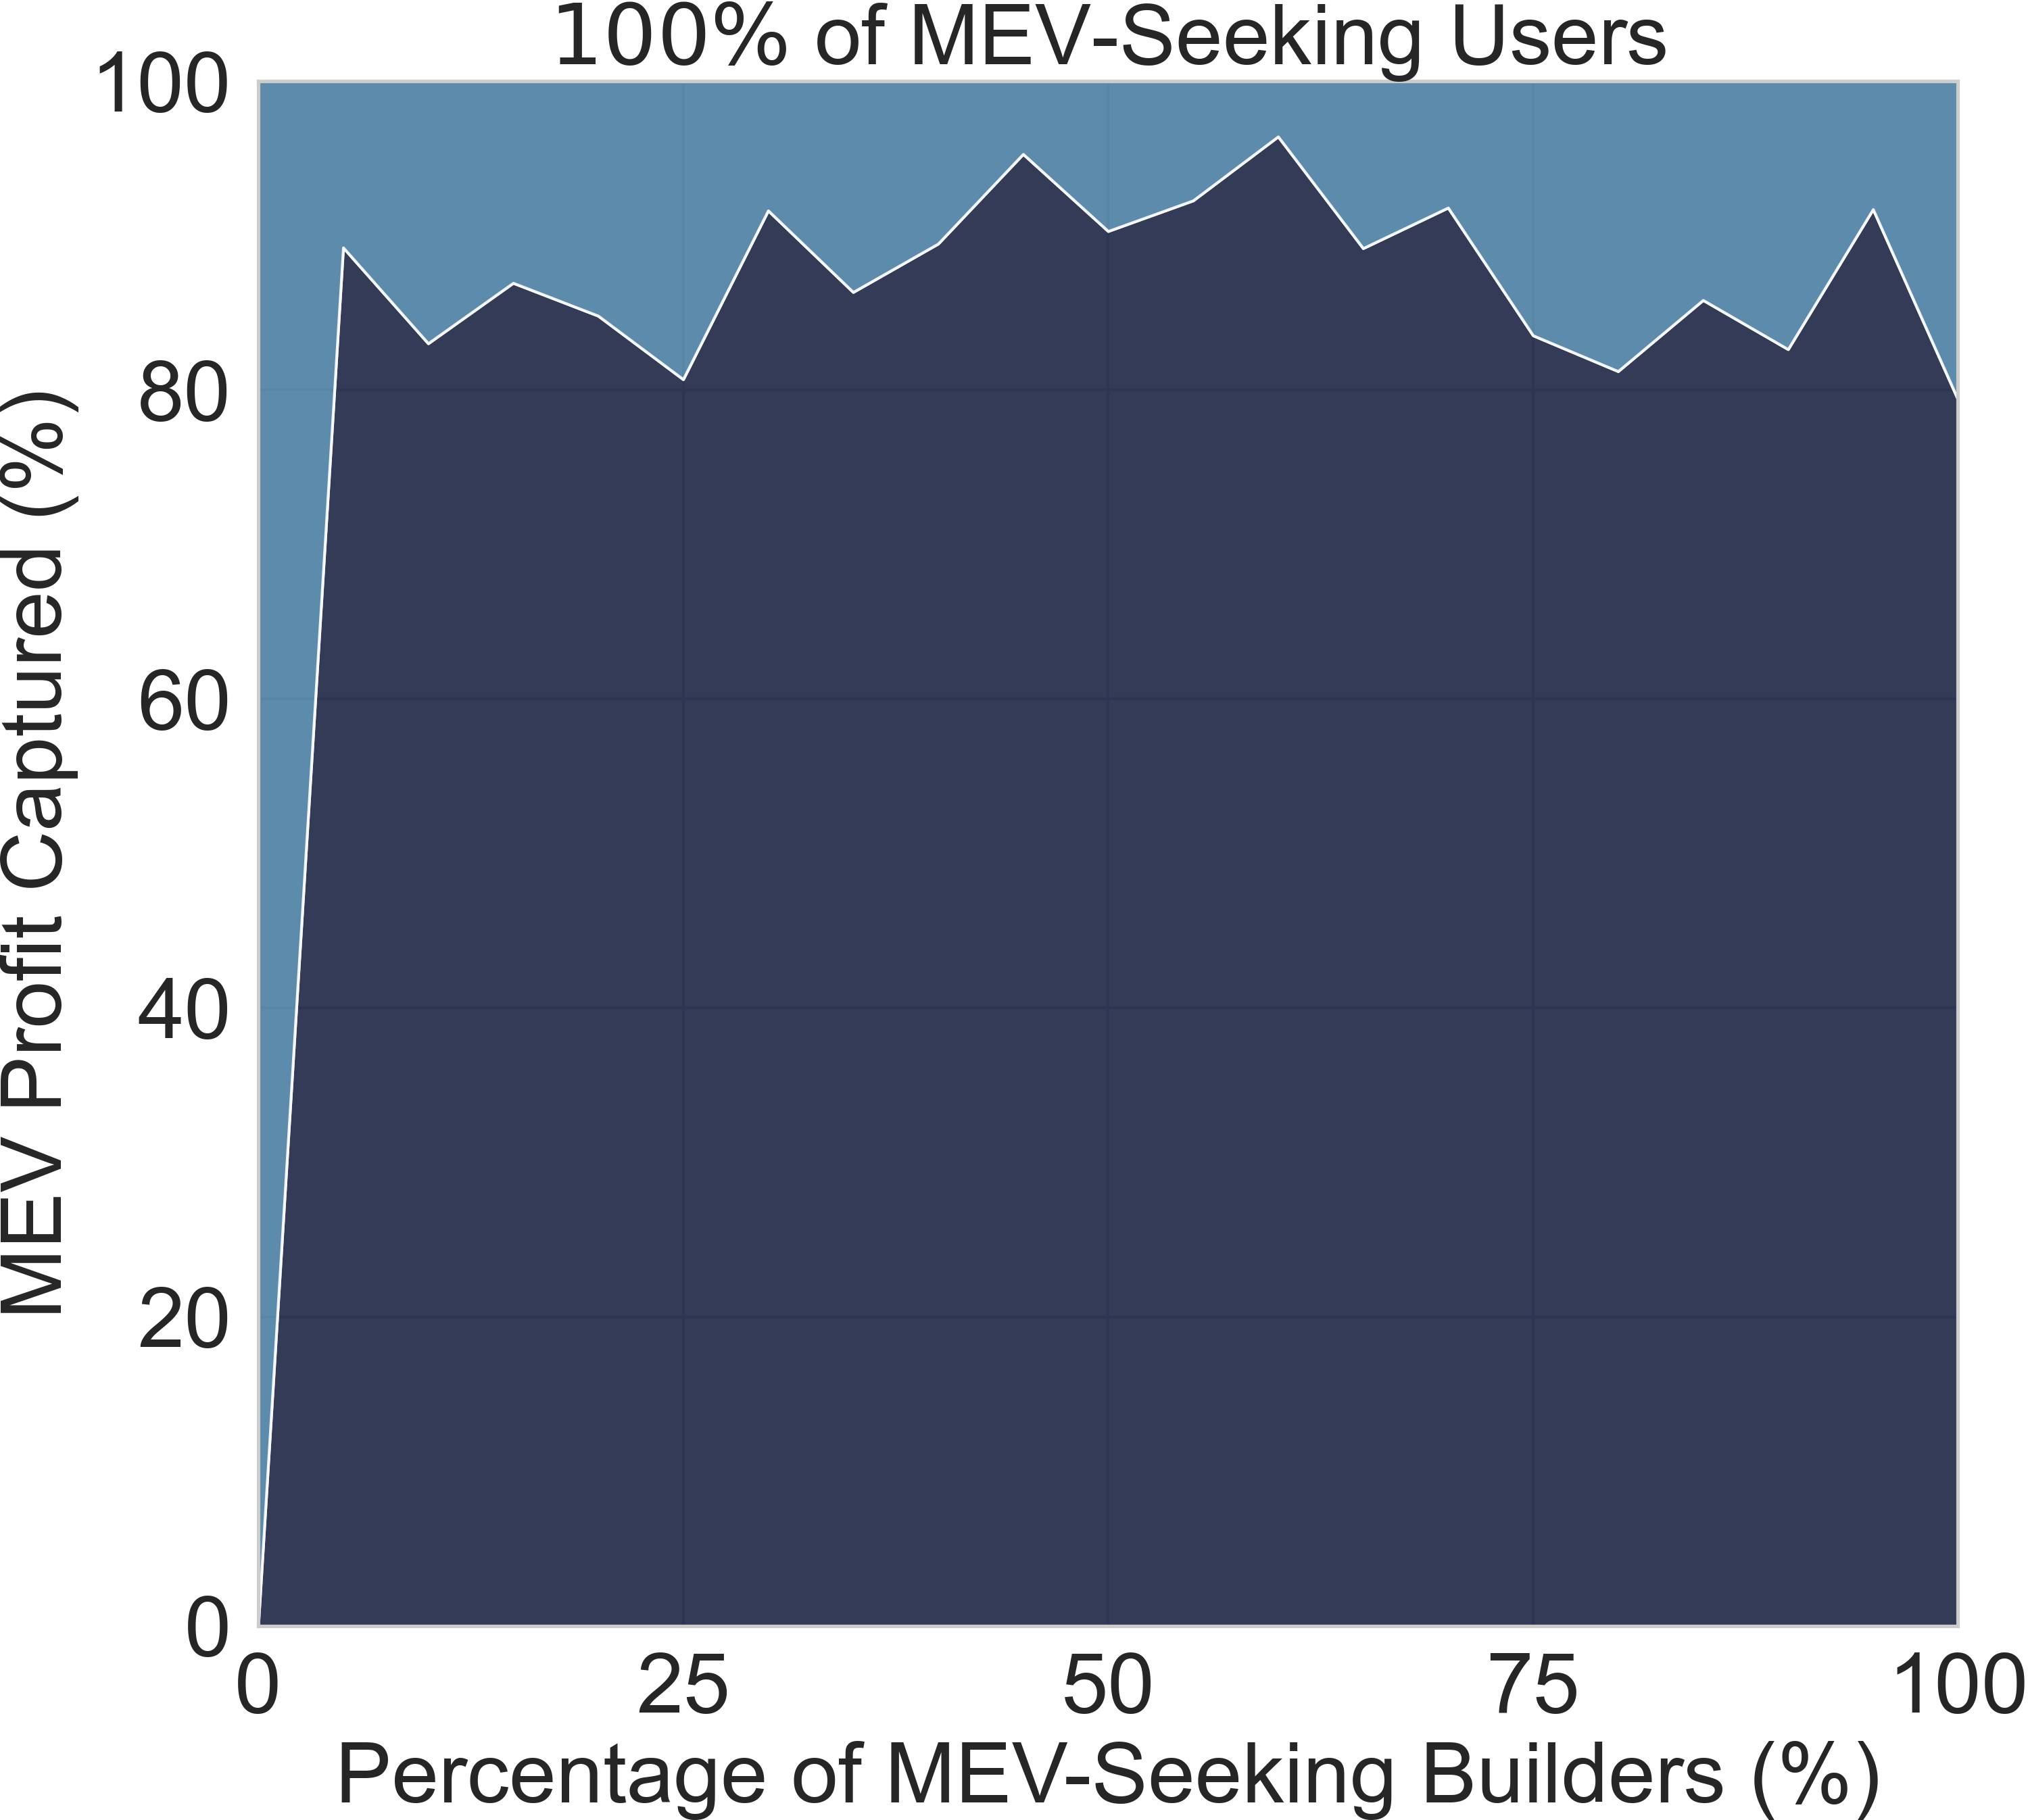 100% of MEV-Seeking Users
MEV Profit Captured (%)
100
80
60
40
20
0
0 25 50 75 100
Percentage of MEV-Seeking Builders (%)